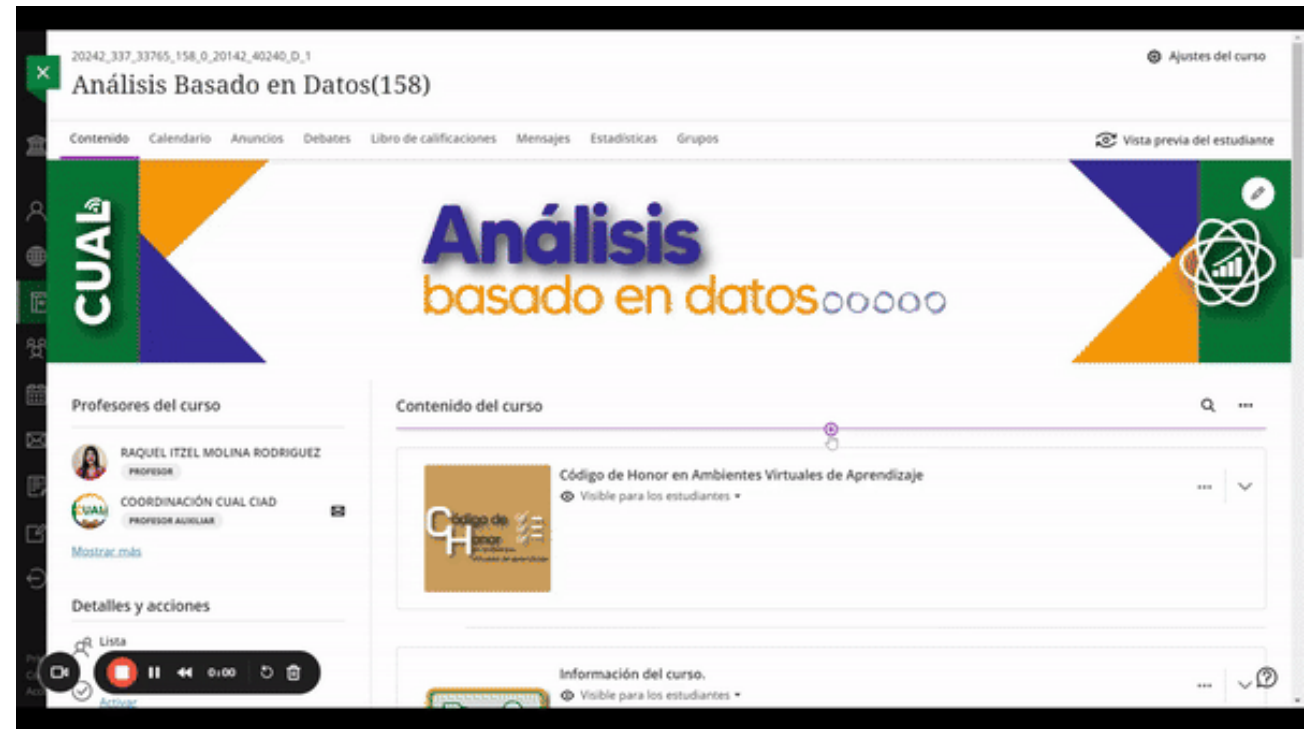 20242_337_33765_158_0_20142_40240_D_1
Ajustes del curso
Análisis Basado en Datos(158)
Contenido Calendario Anuncios Debates Libro de calificaciones Mensajes Estadísticas Grupos
Vista previa del estudiante
CUAL
Análisis
basado en datos
Profesores del curso
Contenido del curso
RAQUEL ITZEL MOLINA RODRIGUEZ
PROFESOR
COORDINACIÓN CUAL CIAD
PROFESOR AUXILIAR
Mostrar más
Código de Honor en Ambientes Virtuales de Aprendizaje
Visible para los estudiantes
Código de
Honor
Detalles y acciones
Lista
0:00
Activar
Información del curso.
Visible para los estudiantes